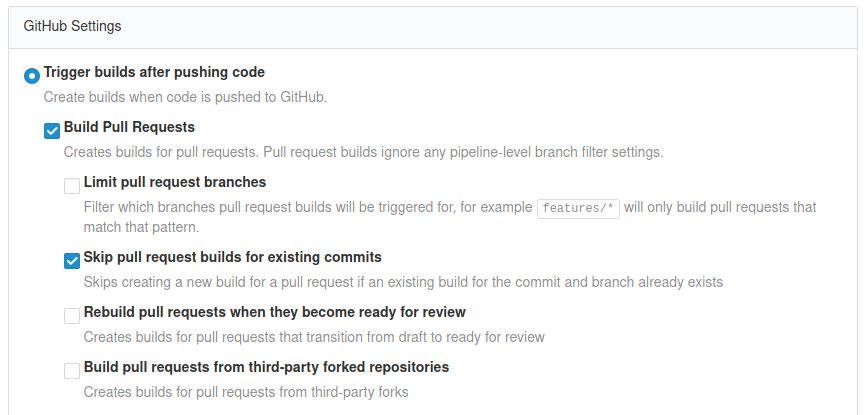 GitHub Settings
Trigger builds after pushing code
Create builds when code is pushed to GitHub.
Build Pull Requests
Creates builds for pull requests. Pull request builds ignore any pipeline-level branch filter settings.
Limit pull request branches
Filter which branches pull request builds will be triggered for, for example features/* will only build pull requests that
match that pattern.
Skip pull request builds for existing commits
Skips creating a new build for a pull request if an existing build for the commit and branch already exists
Rebuild pull requests when they become ready for review
Creates builds for pull requests that transition from draft to ready for review
Build pull requests from third-party forked repositories
Creates builds for pull requests from third-party forks